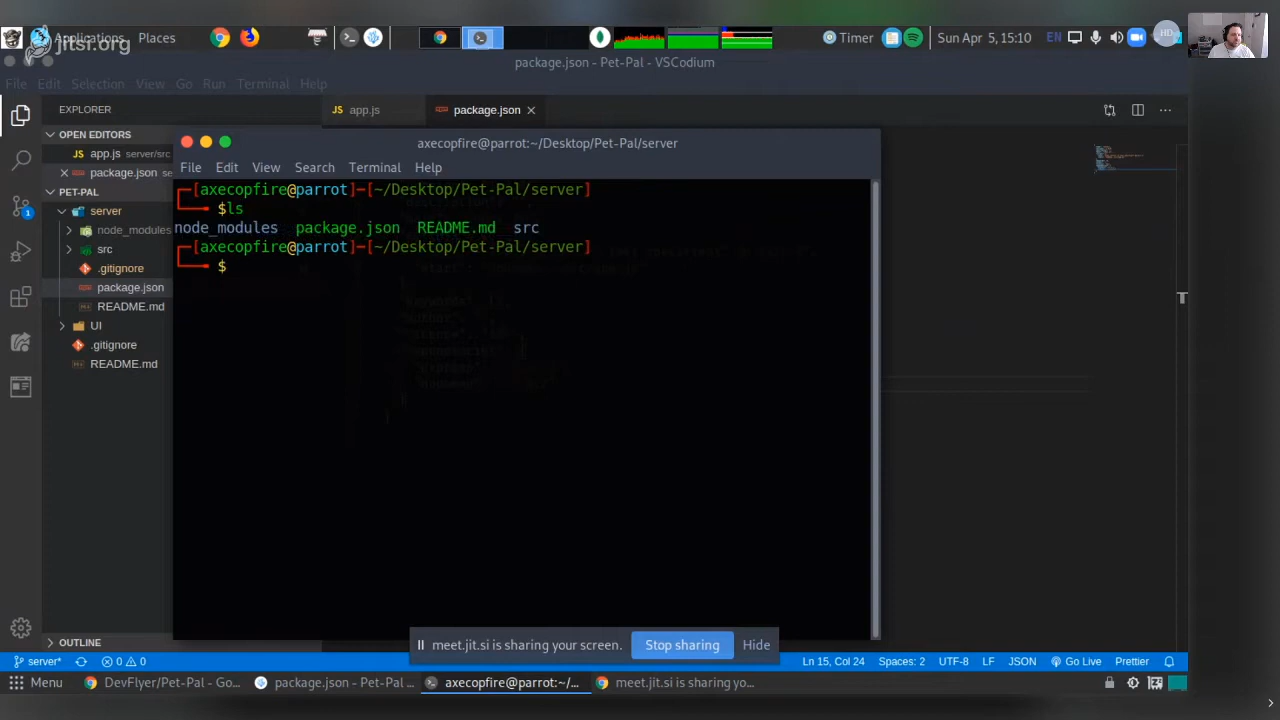 jitsi.org
Applications Places
Timer
Sun Apr 5, 15:10
EN
HD
package.json - Pet-Pal - VSCodium
File Edit Selection View Go Run Terminal Help
EXPLORER
app.js
package.json
OPEN EDITORS
app.js server/src
package.json se
PET-PAL
server
node_modules
src
.gitignore
package.json
README.md
UI
.gitignore
README.md
OUTLINE
axecopfire@parrot:~/Desktop/Pet-Pal/server
File Edit View Search Terminal Help
┌─[axecopfire@parrot]─[~/Desktop/Pet-Pal/server]
└──╼ $ls
node_modules package.json README.md src
┌─[axecopfire@parrot]─[~/Desktop/Pet-Pal/server]
└──╼ $
meet.jit.si is sharing your screen. Stop sharing Hide
server* 0 0
Ln 15, Col 24 Spaces: 2 UTF-8 LF JSON Go Live Prettier
Menu
DevFlyer/Pet-Pal - Go...
package.json - Pet-Pal ...
axecopfire@parrot:~/...
meet.jit.si is sharing yo...